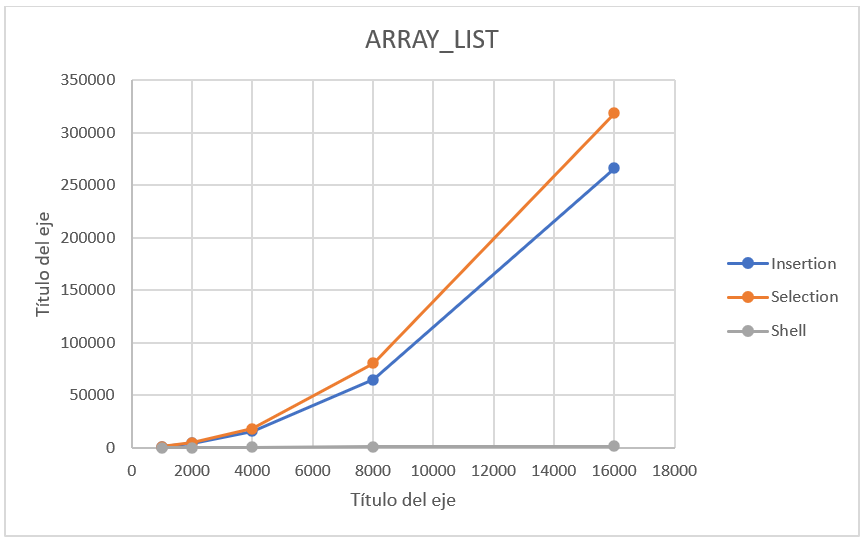 ARRAY_LIST
350000
300000
250000
200000
150000
100000
50000
0
Título del eje
0 2000 4000 6000 8000 10000 12000 14000 16000 18000
Título del eje
Insertion
Selection
Shell